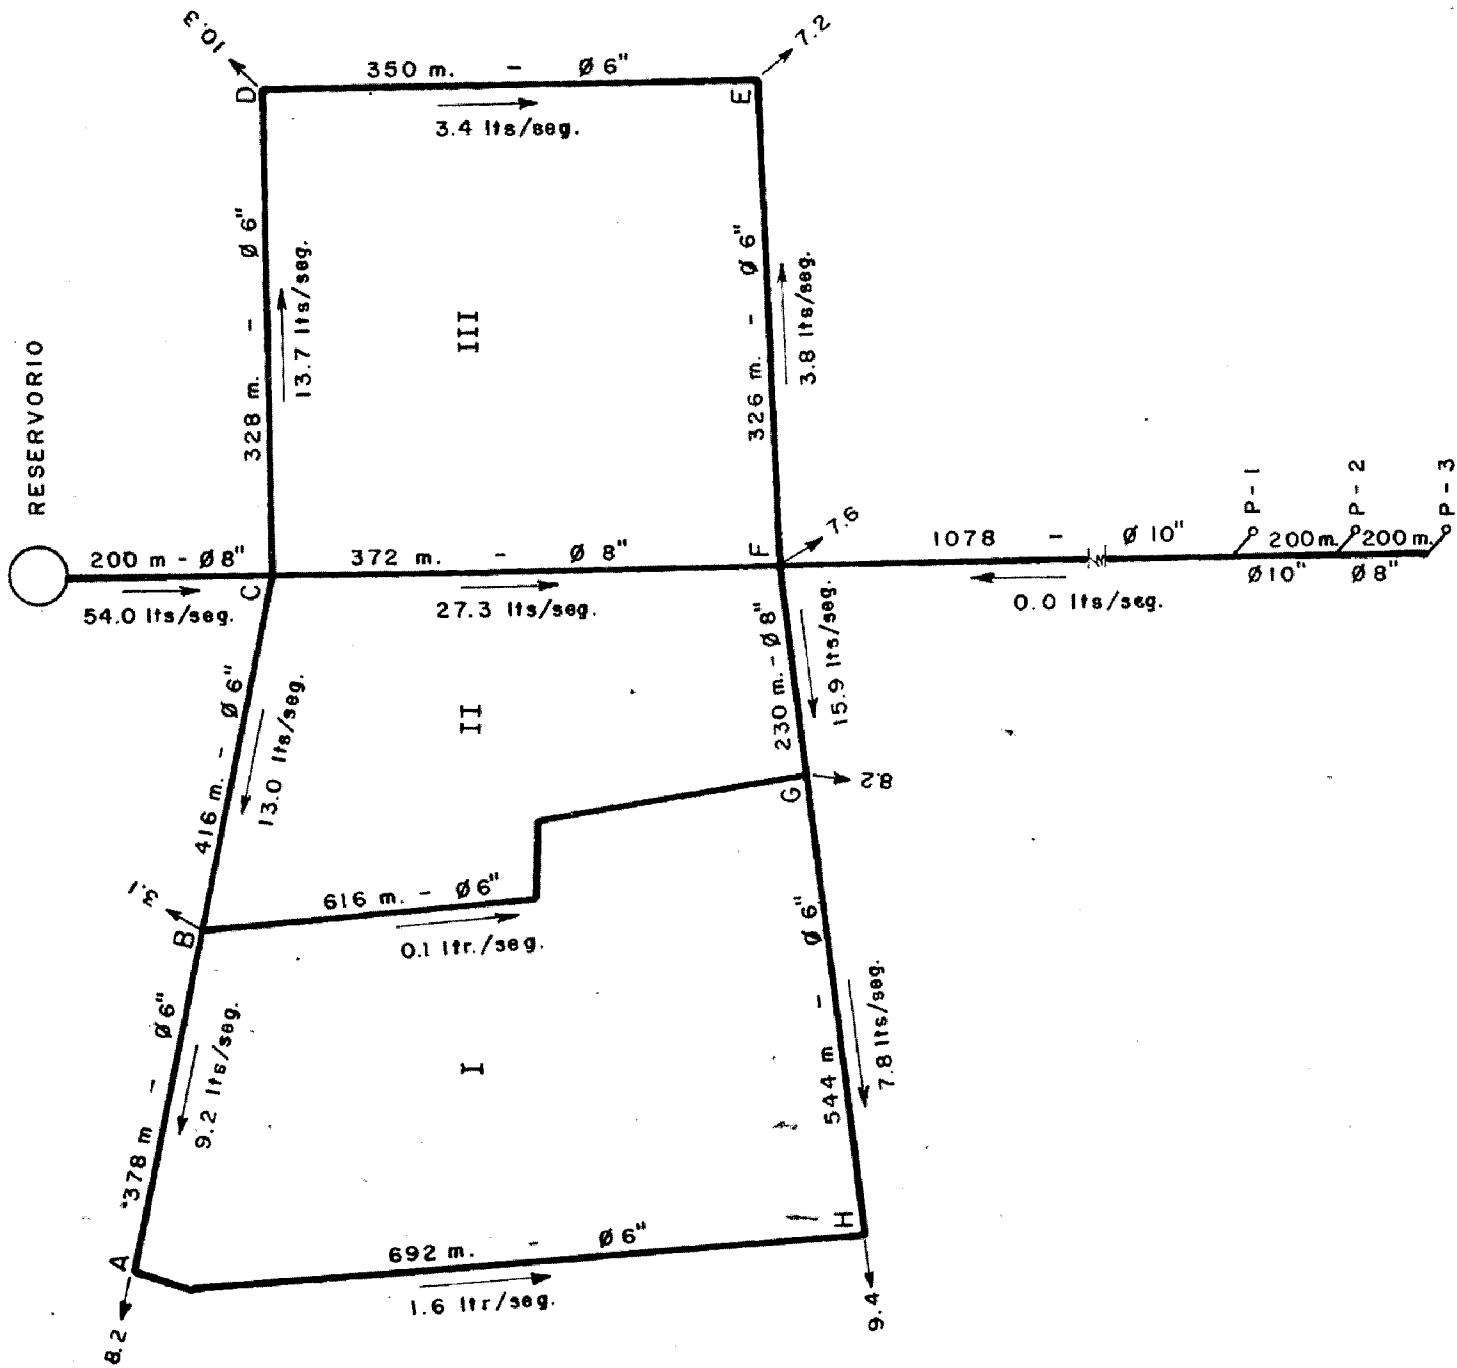 10.3
7.2
350 m. - Ø 6"
D
E
3.4 lts/seg.
328 m. - Ø 6"
13.7 lts/seg.
III
326 m. - Ø 6"
3.8 lts/seg.
RESERVORIO
200 m - Ø 8"
54.0 lts/seg.
C
372 m. - Ø 8"
27.3 lts/seg.
F
7.6
1078 - Ø 10"
0.0 lts/seg.
P-1
200 m.
Ø 10"
P-2
200 m.
Ø 8"
P-3
416 m. - Ø 6"
13.0 lts/seg.
II
230 m. - Ø 8"
15.9 lts/seg.
G
8.2
3.1
B
616 m. - Ø 6"
0.1 ltr./seg.
378 m - Ø 6"
9.2 lts/seg.
I
544 m - Ø 6"
7.8 lts/seg.
A
8.2
692 m. - Ø 6"
1.6 ltr/seg.
H
9.4